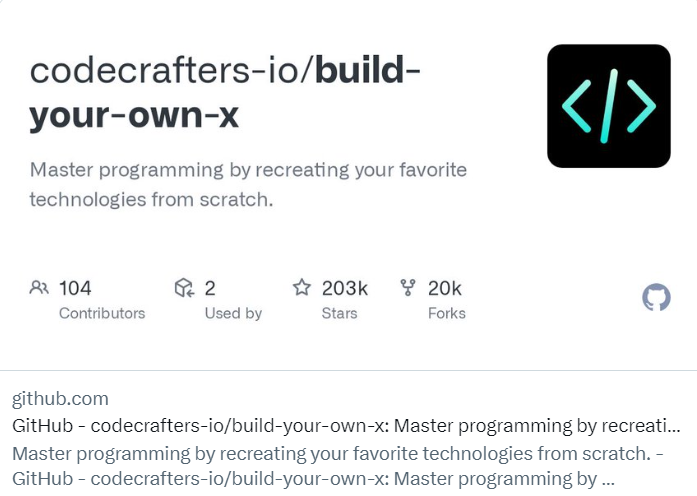 codecrafters-io/build-
your-own-x
Master programming by recreating your favorite
technologies from scratch.
104
Contributors
2
Used by
203k
Stars
20k
Forks
github.com
GitHub - codecrafters-io/build-your-own-x: Master programming by recreati...
Master programming by recreating your favorite technologies from scratch. -
GitHub - codecrafters-io/build-your-own-x: Master programming by ...